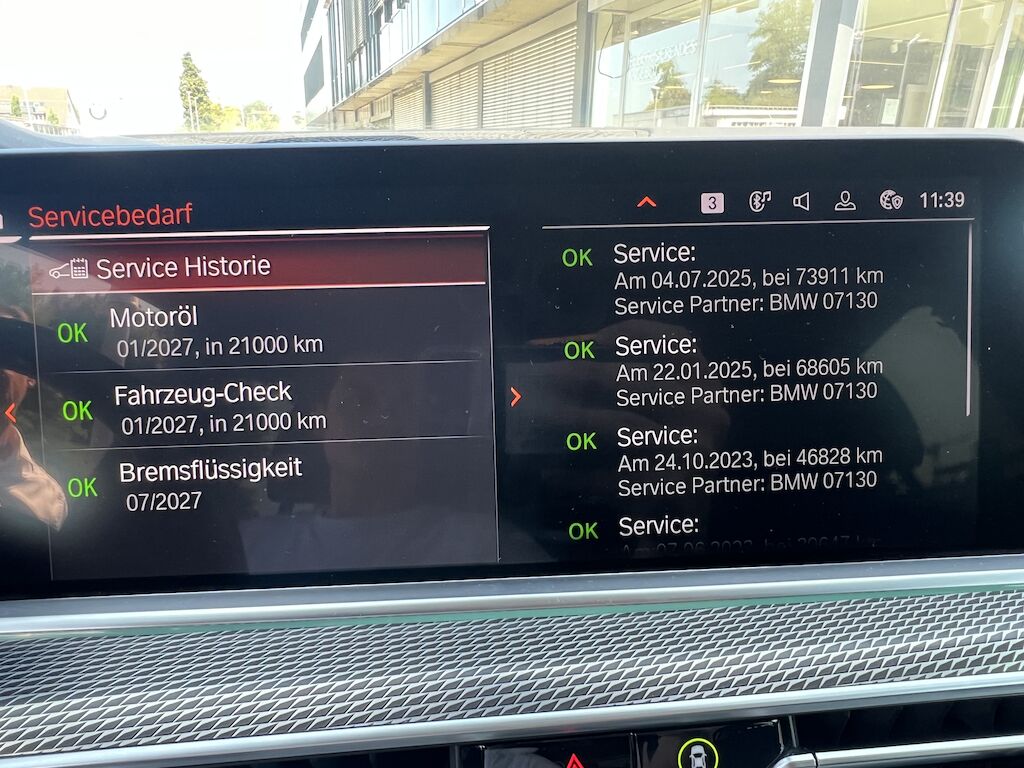 Servicebedarf
3
11:39
Service Historie
OK
Motoröl
01/2027, in 21000 km
OK
Fahrzeug-Check
01/2027, in 21000 km
OK
Bremsflüssigkeit
07/2027
OK
Service:
Am 04.07.2025, bei 73911 km
Service Partner: BMW 07130
OK
Service:
Am 22.01.2025, bei 68605 km
Service Partner: BMW 07130
OK
Service:
Am 24.10.2023, bei 46828 km
Service Partner: BMW 07130
OK
Service: